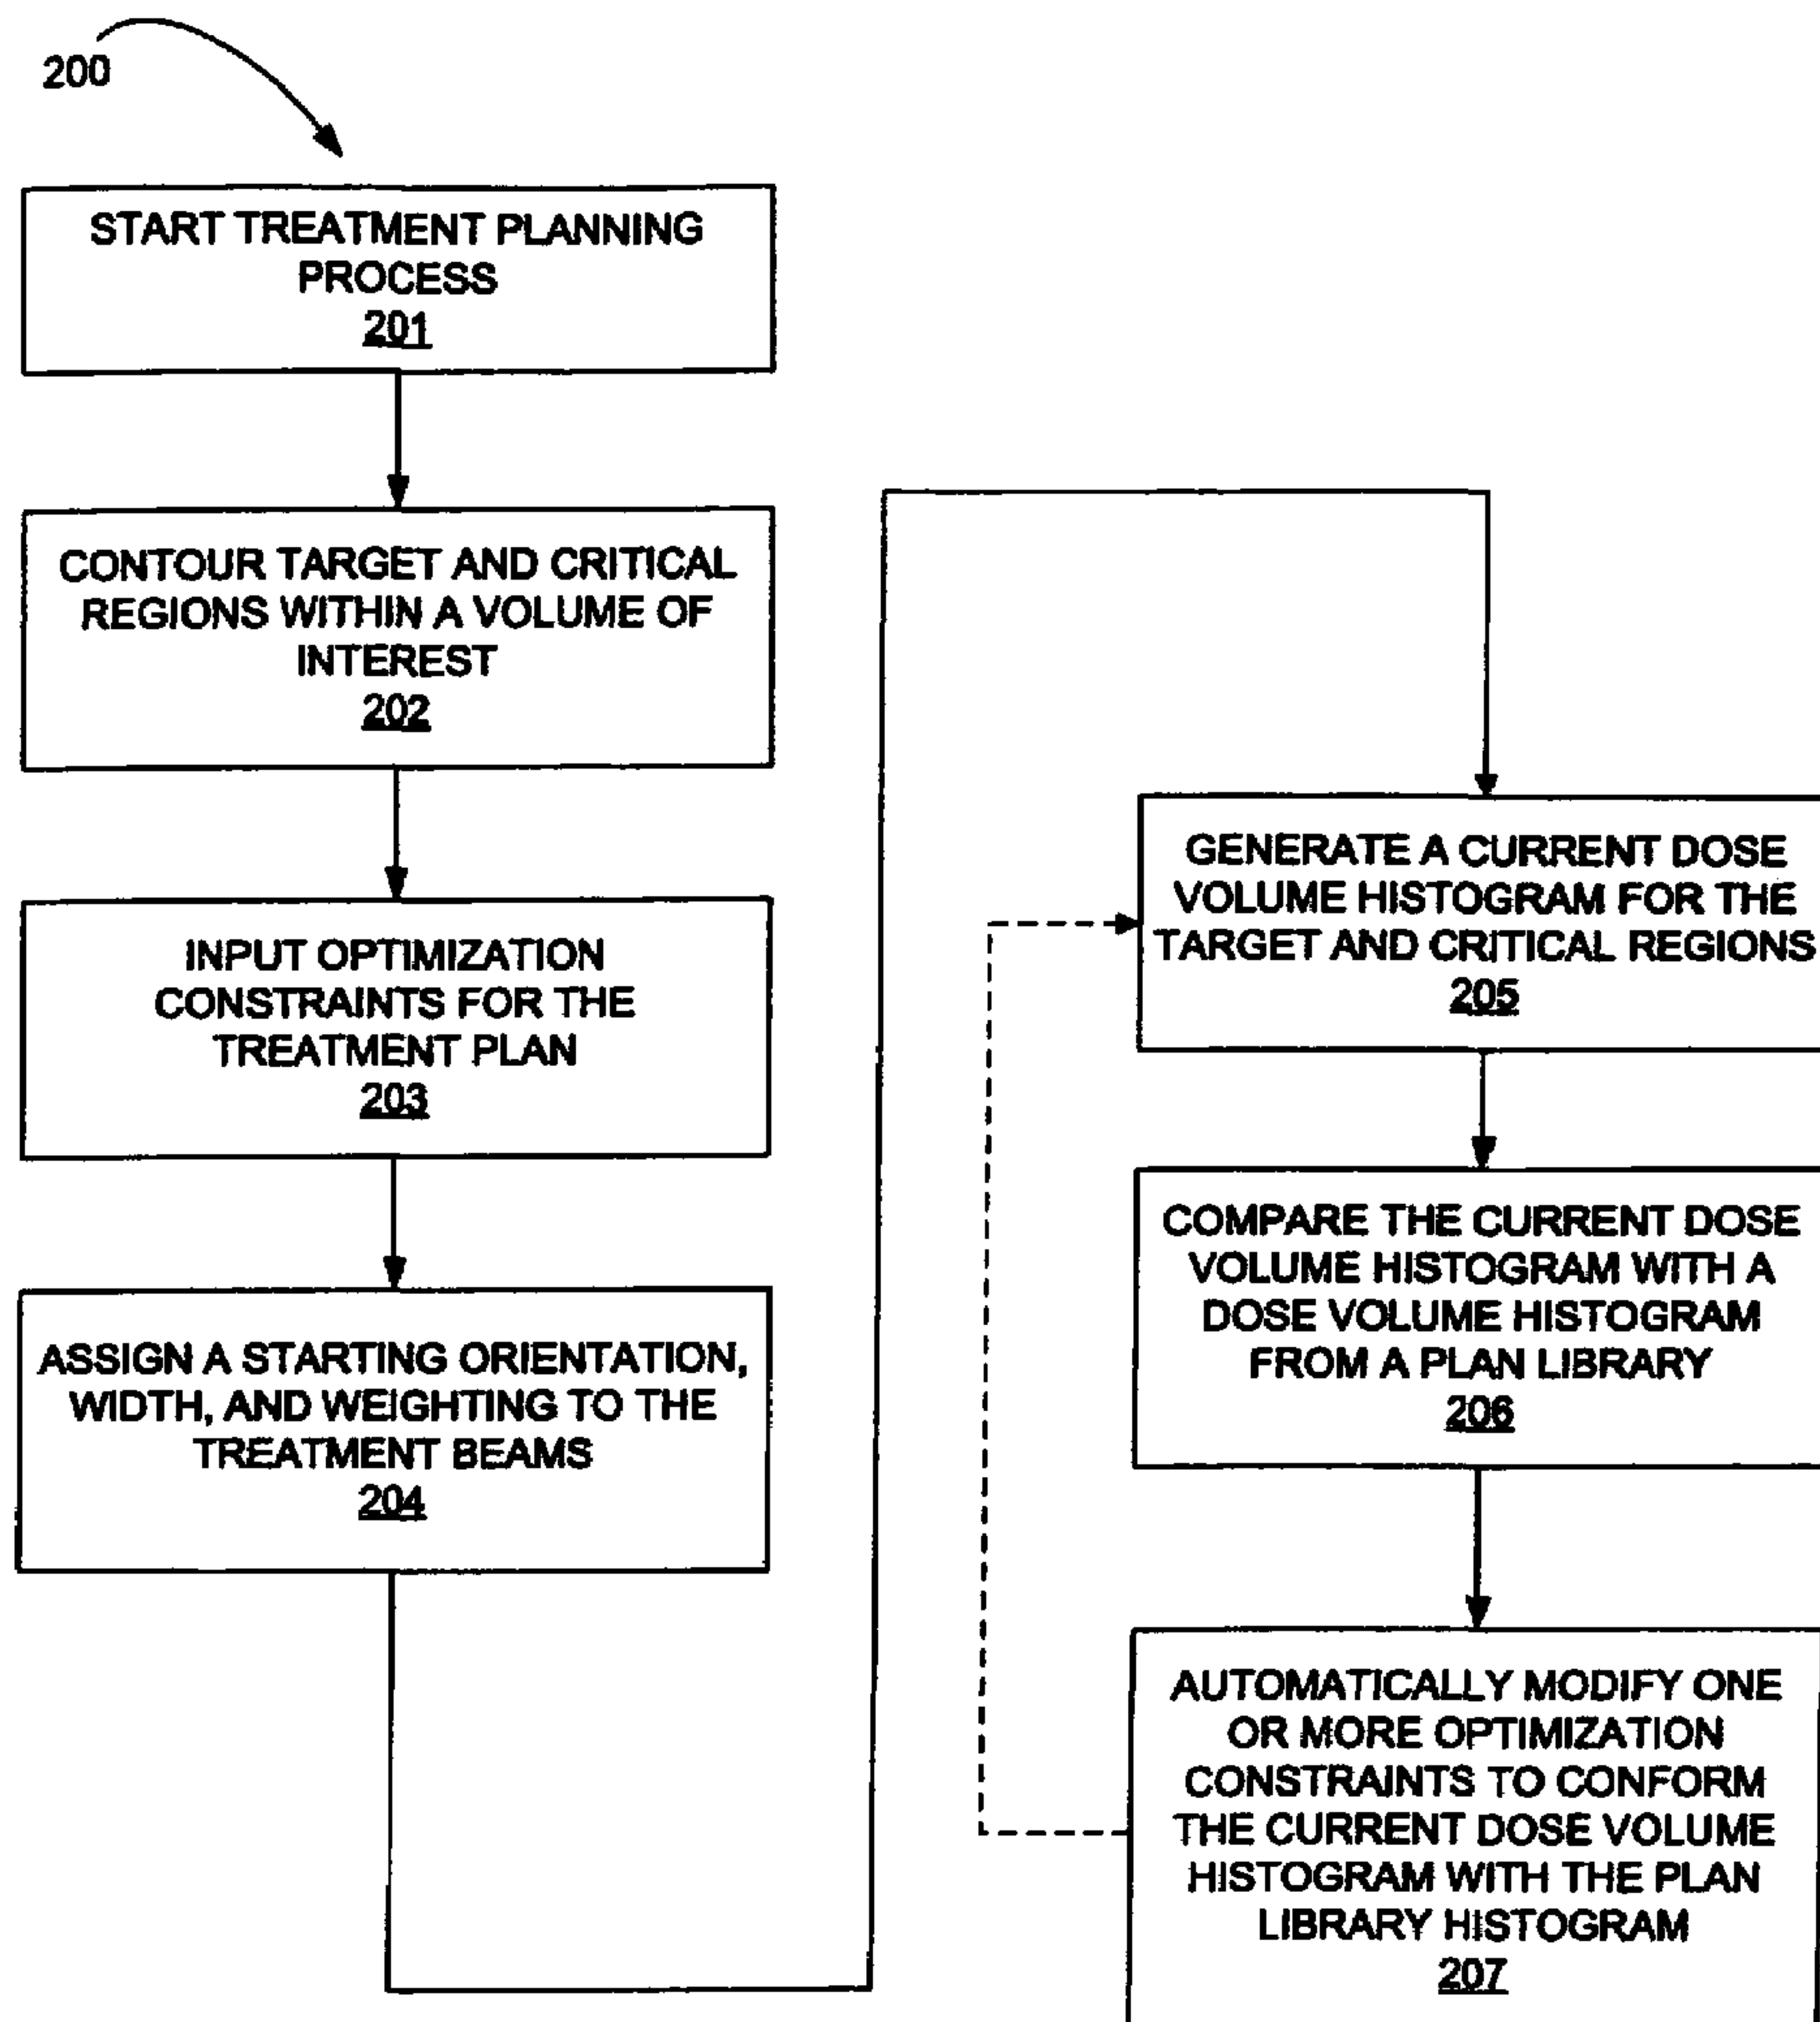 200
START TREATMENT PLANNING
PROCESS
201
CONTOUR TARGET AND CRITICAL
REGIONS WITHIN A VOLUME OF
INTEREST
202
INPUT OPTIMIZATION
CONSTRAINTS FOR THE
TREATMENT PLAN
203
ASSIGN A STARTING ORIENTATION,
WIDTH, AND WEIGHTING TO THE
TREATMENT BEAMS
204
GENERATE A CURRENT DOSE
VOLUME HISTOGRAM FOR THE
TARGET AND CRITICAL REGIONS
205
COMPARE THE CURRENT DOSE
VOLUME HISTOGRAM WITH A
DOSE VOLUME HISTOGRAM
FROM A PLAN LIBRARY
206
AUTOMATICALLY MODIFY ONE
OR MORE OPTIMIZATION
CONSTRAINTS TO CONFORM
THE CURRENT DOSE VOLUME
HISTOGRAM WITH THE PLAN
LIBRARY HISTOGRAM
207